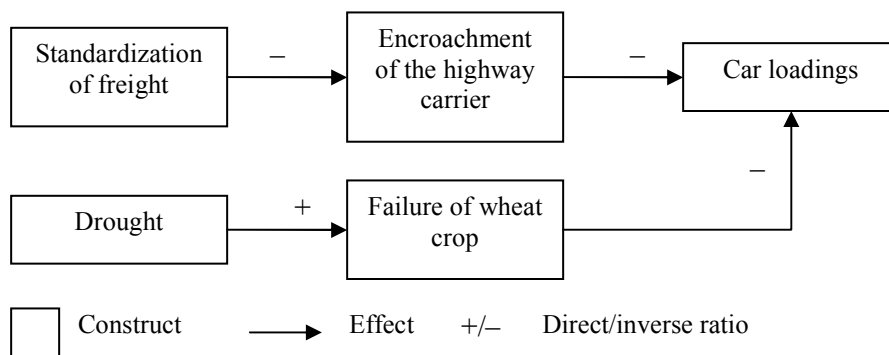 Standardization
of freight
–
Encroachment
of the highway
carrier
–
Car loadings
Drought
+
Failure of wheat
crop
–
Construct
Effect
+/–
Direct/inverse ratio